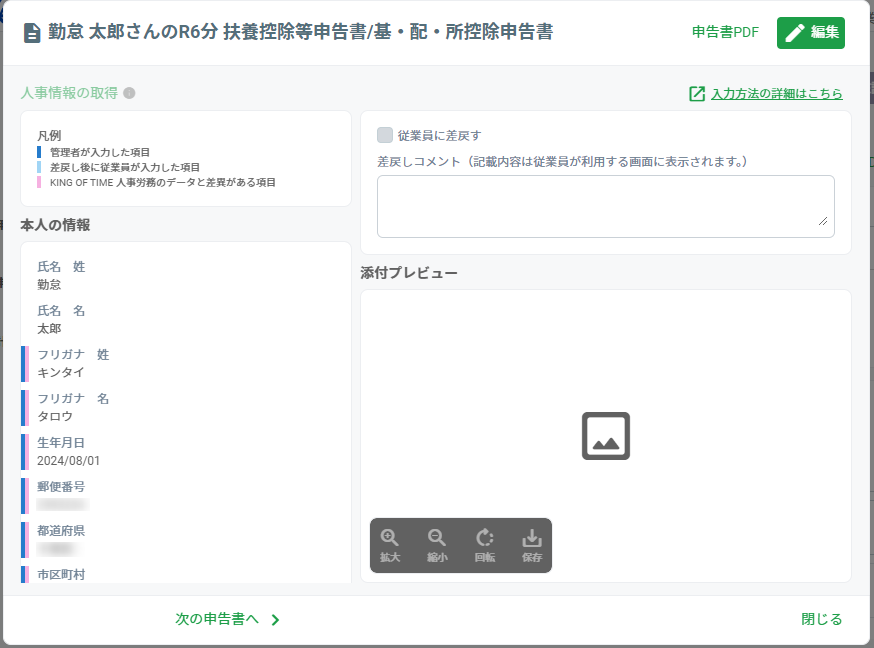 勤怠 太郎さんのR6分 扶養控除等申告書/基・配・所控除申告書
申告書PDF
編集
人事情報の取得
入力方法の詳細はこちら
凡例
管理者が入力した項目
差戻し後に従業員が入力した項目
KING OF TIME 人事労務のデータと差異がある項目
本人の情報
氏名 姓
勤怠
氏名 名
太郎
フリガナ 姓
キンタイ
フリガナ 名
タロウ
生年月日
2024/08/01
郵便番号
都道府県
市区町村
従業員に差戻す
差戻しコメント（記載内容は従業員が利用する画面に表示されます。）
添付プレビュー
拡大
縮小
回転
保存
次の申告書へ
閉じる